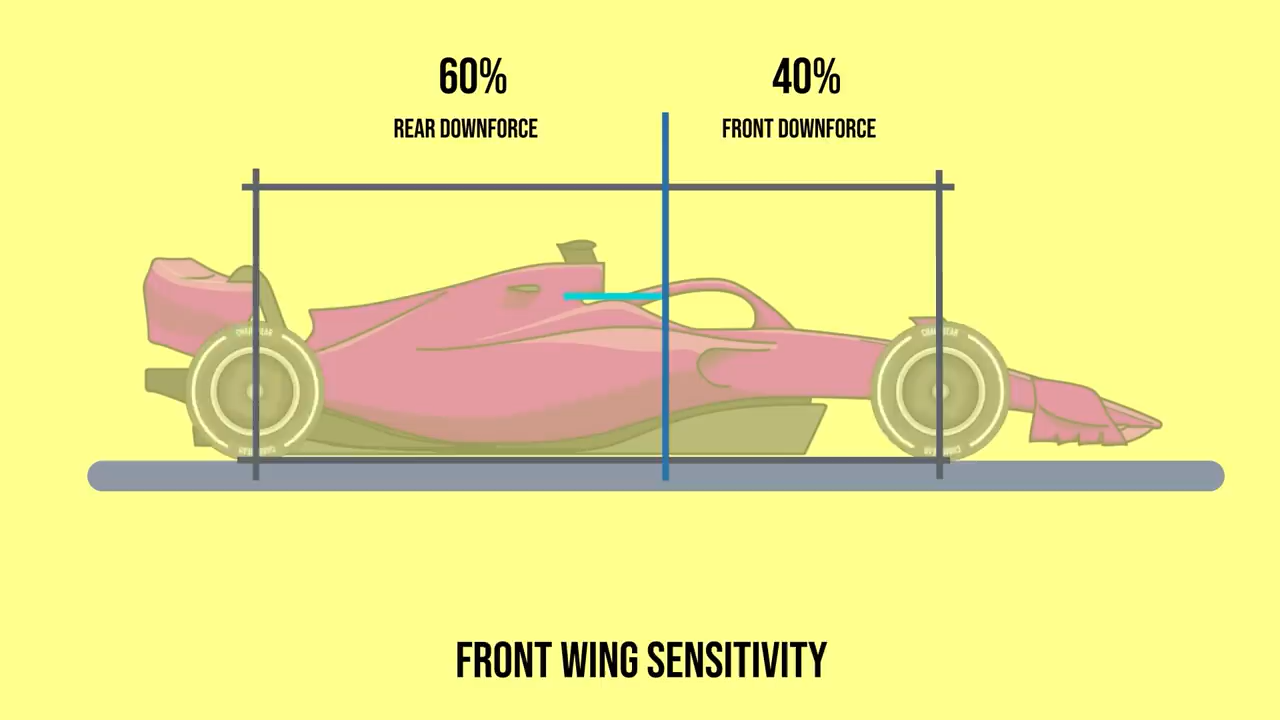 60%
40%
REAR DOWNFORCE
FRONT DOWNFORCE
FRONT WING SENSITIVITY